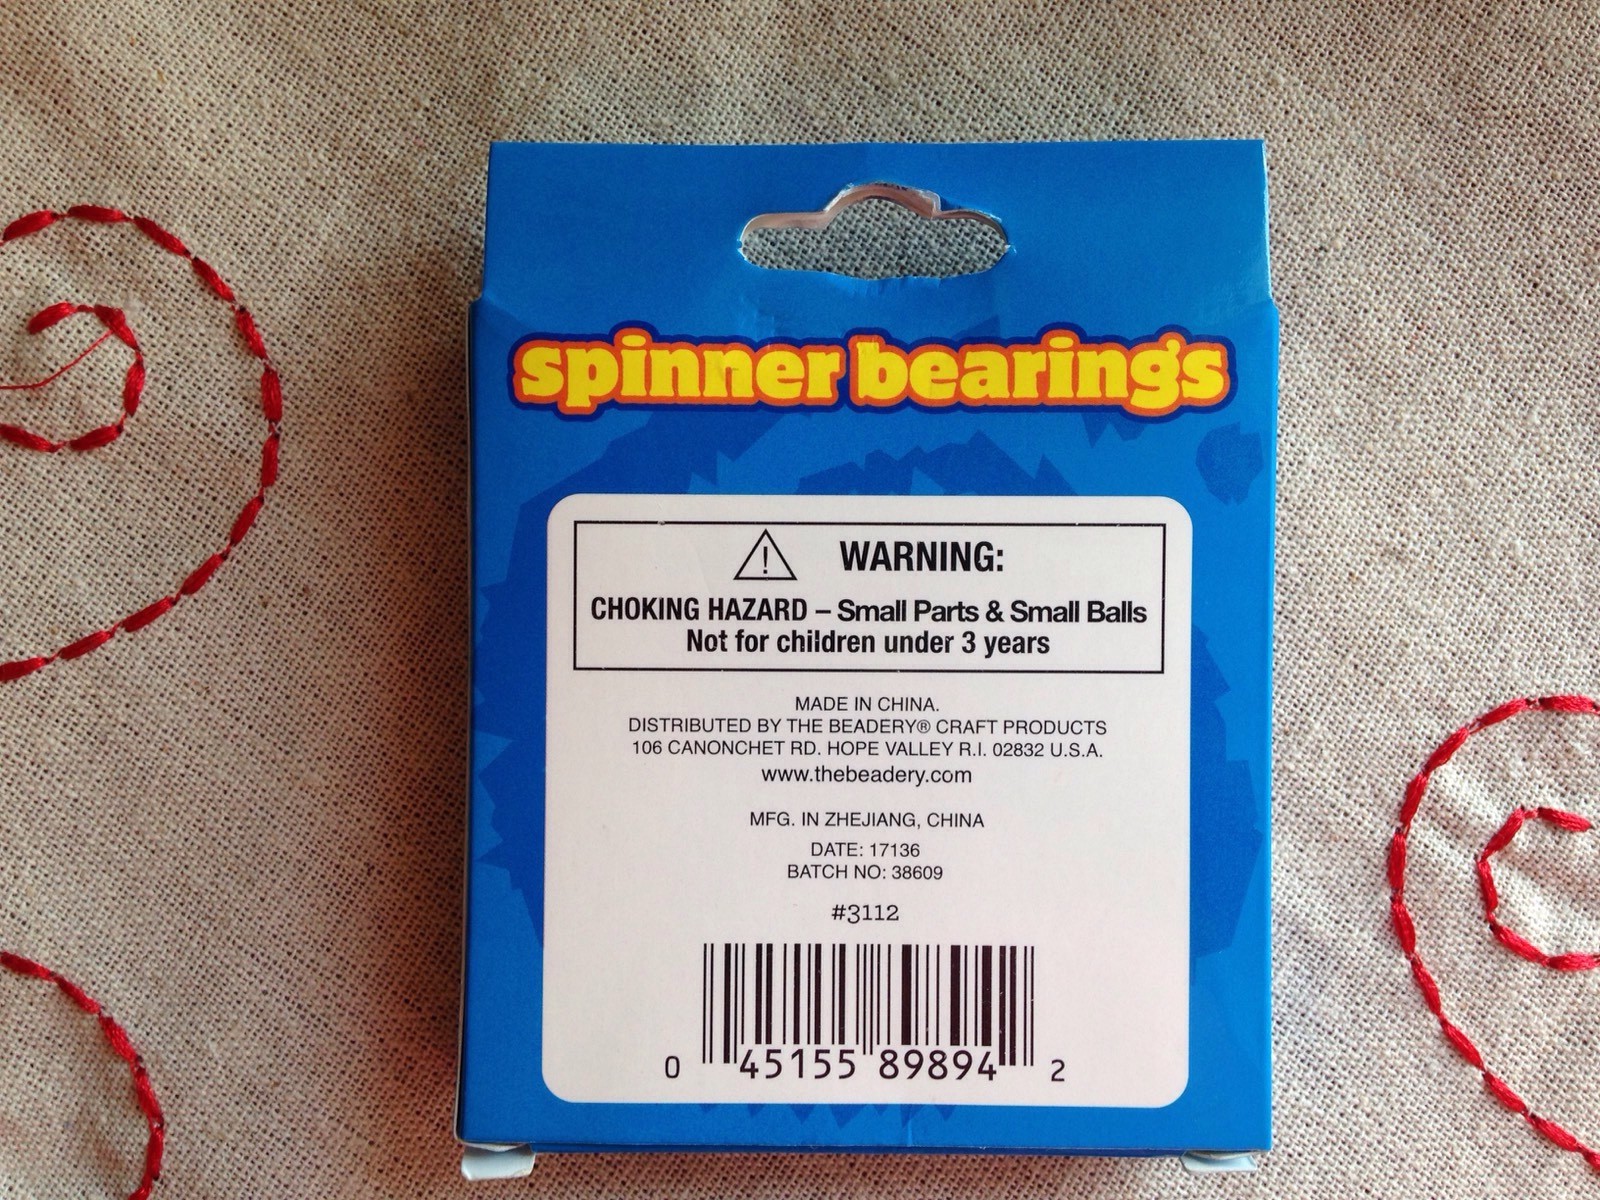 spinner bearings
WARNING:
CHOKING HAZARD – Small Parts & Small Balls
Not for children under 3 years
MADE IN CHINA.
DISTRIBUTED BY THE BEADERY® CRAFT PRODUCTS
106 CANONCHET RD. HOPE VALLEY R.I. 02832 U.S.A.
www.thebeadery.com
MFG. IN ZHEJIANG, CHINA
DATE: 17136
BATCH NO: 38609
#3112
0 45155 89894 2